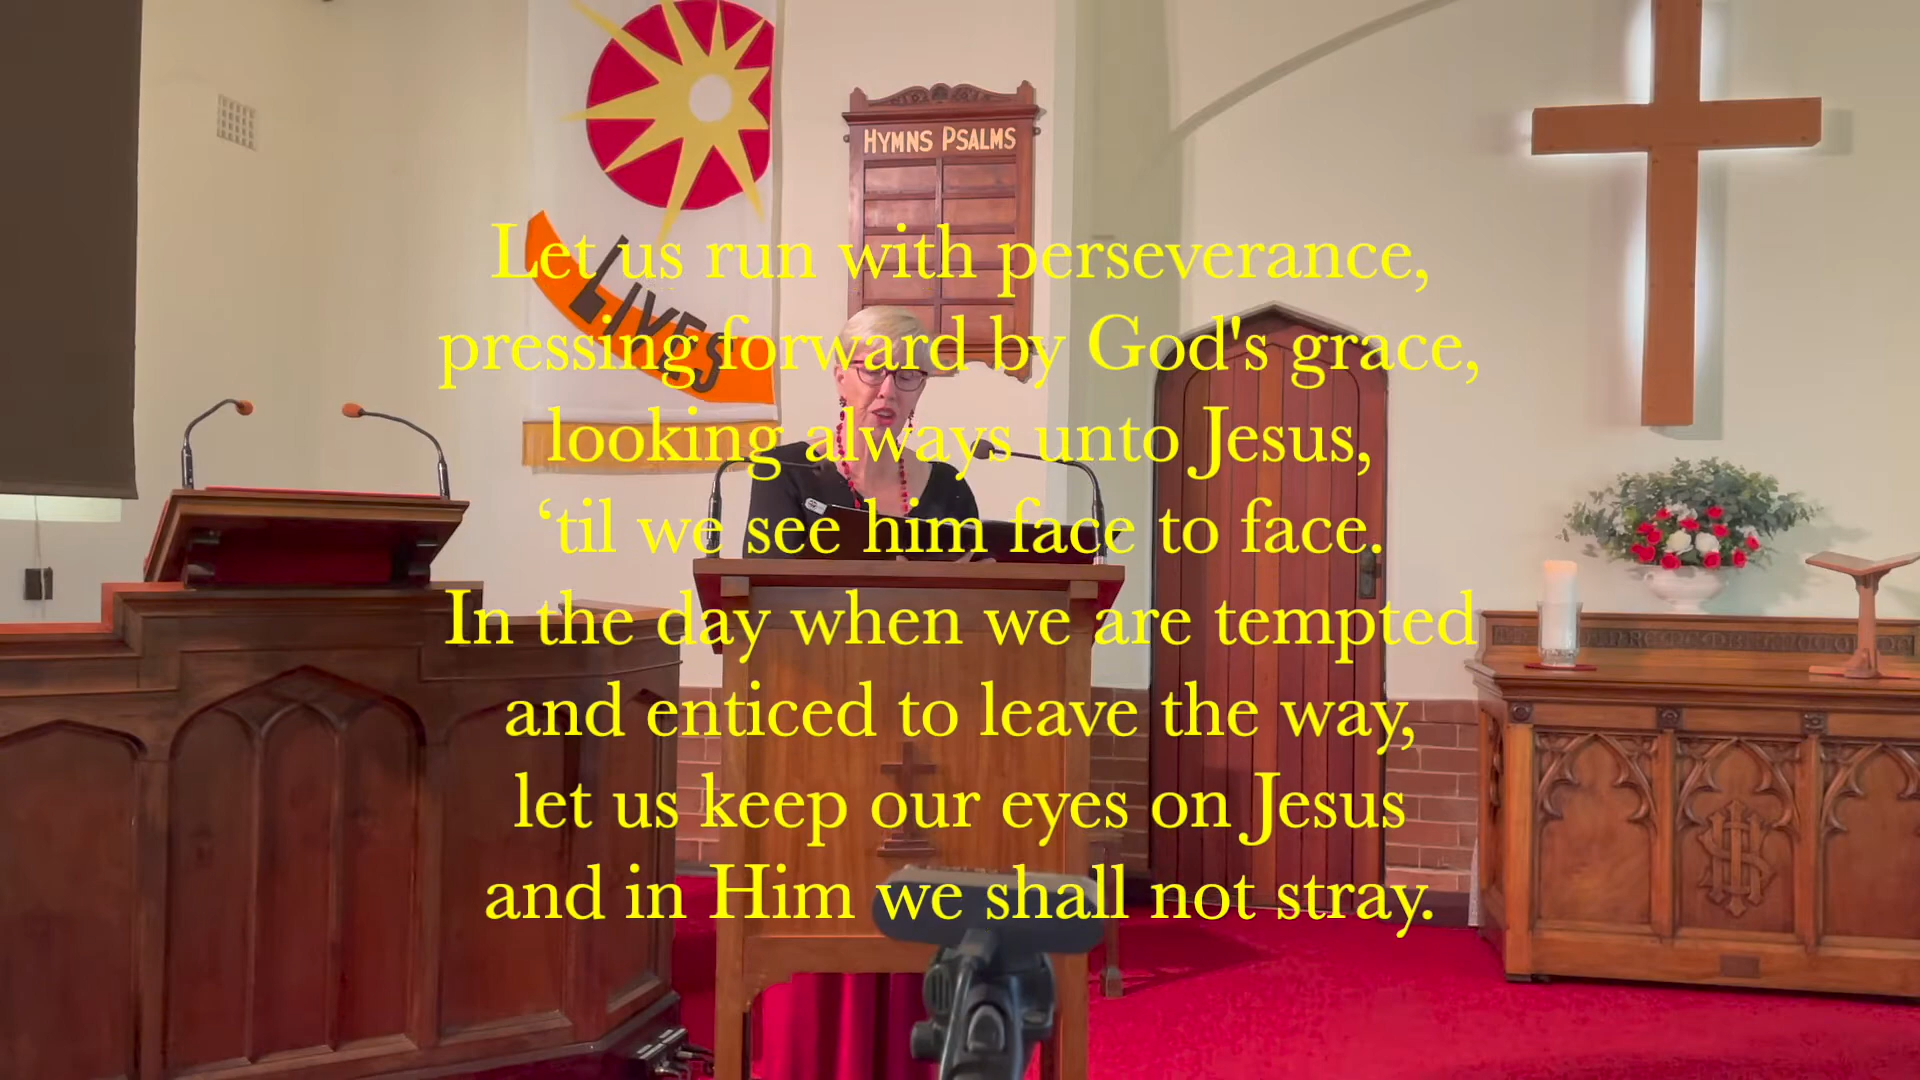 HYMNS PSALMS
LIVES
Let us run with perseverance,
pressing forward by God's grace,
looking always unto Jesus,
‘til we see him face to face.
In the day when we are tempted
and enticed to leave the way,
let us keep our eyes on Jesus
and in Him we shall not stray.